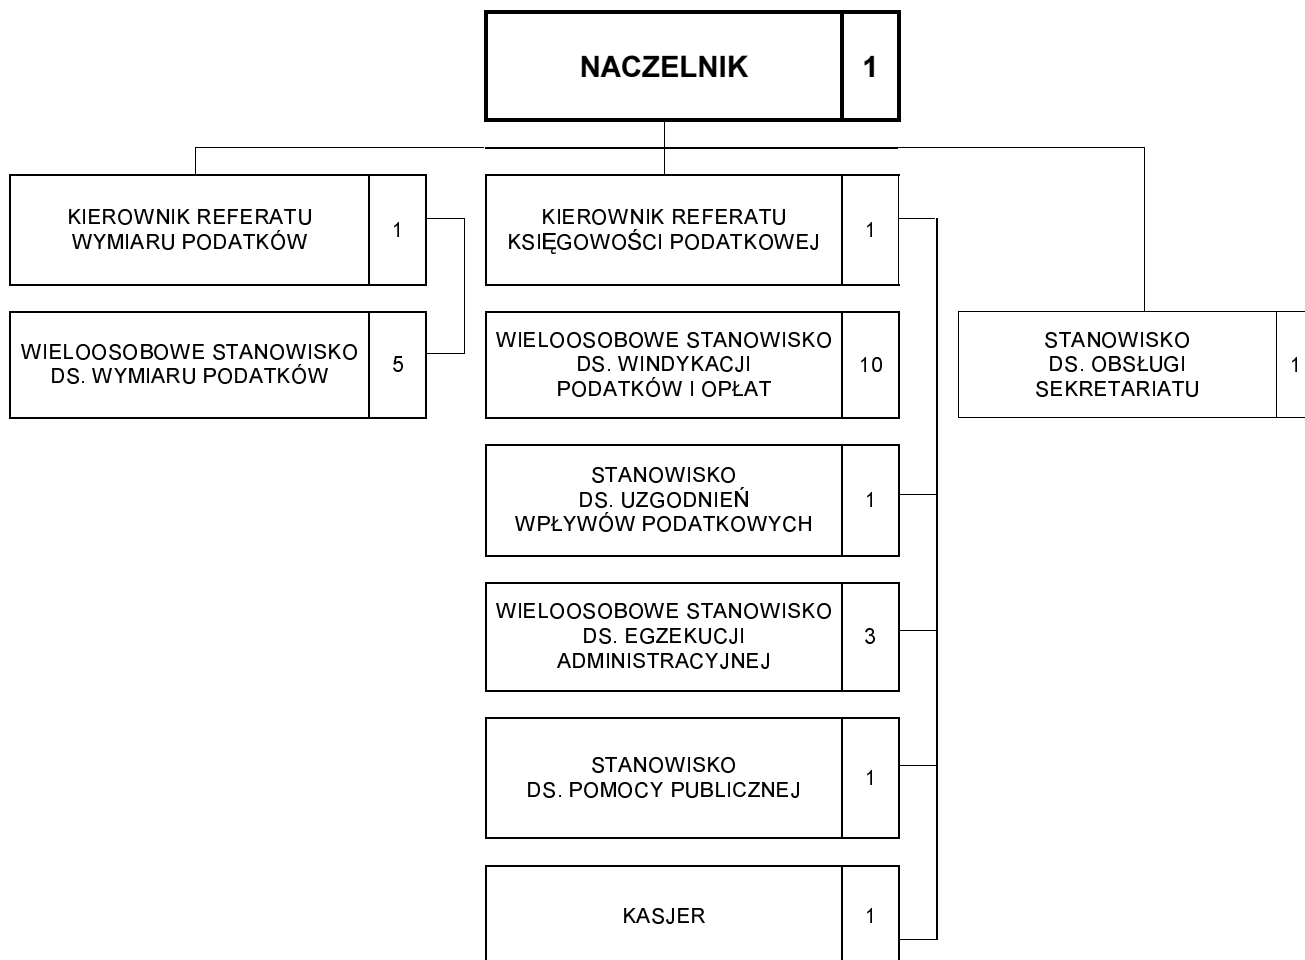 NACZELNIK 1
KIEROWNIK REFERATU
WYMIARU PODATKÓW
1
KIEROWNIK REFERATU
KSIĘGOWOŚCI PODATKOWEJ
1
WIELOOSOBOWE STANOWISKO
DS. WYMIARU PODATKÓW
5
WIELOOSOBOWE STANOWISKO
DS. WINDYKACJI
PODATKÓW I OPŁAT
10
STANOWISKO
DS. OBSŁUGI
SEKRETARIATU
1
STANOWISKO
DS. UZGODNIEŃ
WPŁYWÓW PODATKOWYCH
1
WIELOOSOBOWE STANOWISKO
DS. EGZEKUCJI
ADMINISTRACYJNEJ
3
STANOWISKO
DS. POMOCY PUBLICZNEJ
1
KASJER 1